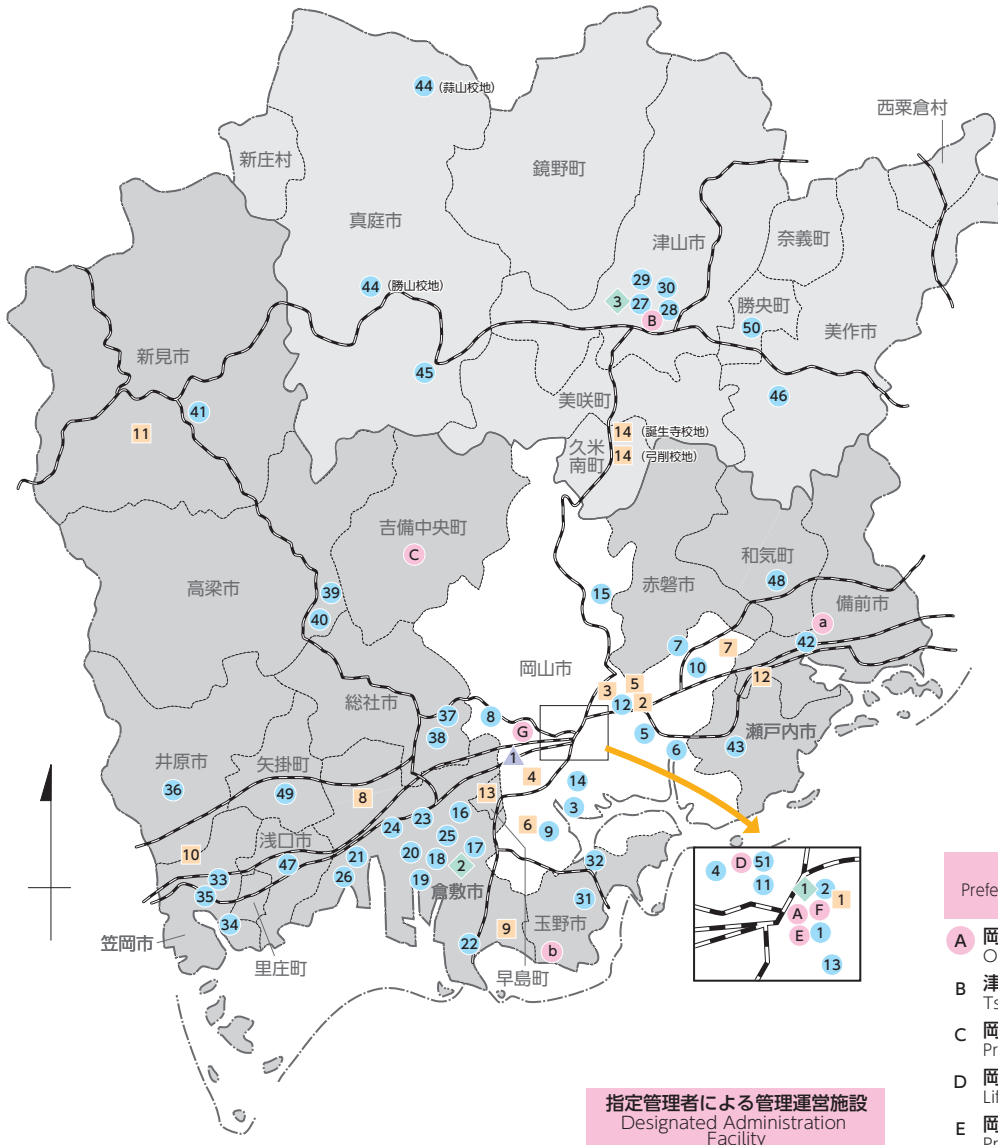 44 (蒜山校地)
西粟倉村
新庄村
鏡野町
真庭市
津山市
奈義町
29
30
44 (勝山校地)
3
27
28
B
勝央町
50
美作市
新見市
45
美咲町
46
41
11
14 (誕生寺校地)
久米
南町
14 (弓削校地)
吉備中央町
C
和気町
高梁市
39
赤磐市
48
15
備前市
40
a
42
7
7
岡山市
10
12
総社市
3
5
12
2
37
8
38
G
5
瀬戸内市
43
6
1
井原市
矢掛町
36
49
4
14
13
8
3
16
23
24
6
9
25
浅口市
10
21
20
18
17
2
32
47
26
19
倉敷市
33
35
31
34
玉野市
9
笠岡市
22
b
里庄町
早島町
4
D
51
11
1
2
1
A
F
E
1
13
Prefe
A 岡
O
B 津
Ts
C 岡
Pr
D 岡
Lif
E 岡
Pr
指定管理者による管理運営施設
Designated Administration
Facility